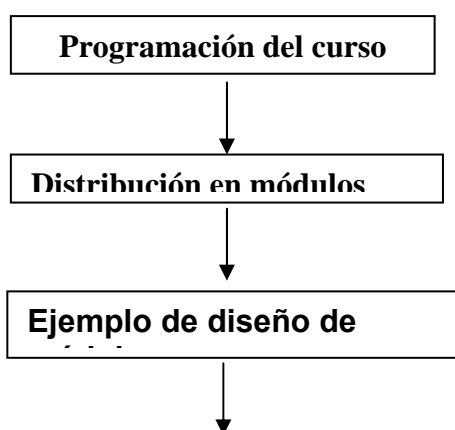 Programación del curso
Distribución en módulos
Ejemplo de diseño de